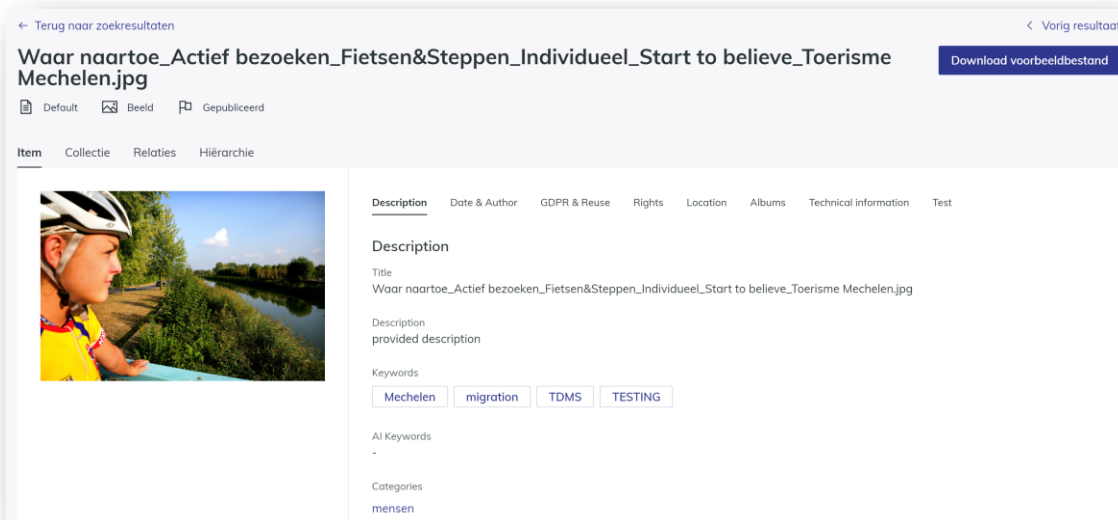 ← Terug naar zoekresultaten
< Vorig resultaat
Waar naartoe_Actief bezoeken_Fietsen&Steppen_Individueel_Start to believe_Toerisme
Mechelen.jpg
Download voorbeeldbestand
Default Beeld Gepubliceerd
Item Collectie Relaties Hiërarchie
Description Date & Author GDPR & Reuse Rights Location Albums Technical information Test
Description
Title
Waar naartoe_Actief bezoeken_Fietsen&Steppen_Individueel_Start to believe_Toerisme Mechelen.jpg
Description
provided description
Keywords
Mechelen migration TDMS TESTING
AI Keywords
-
Categories
mensen